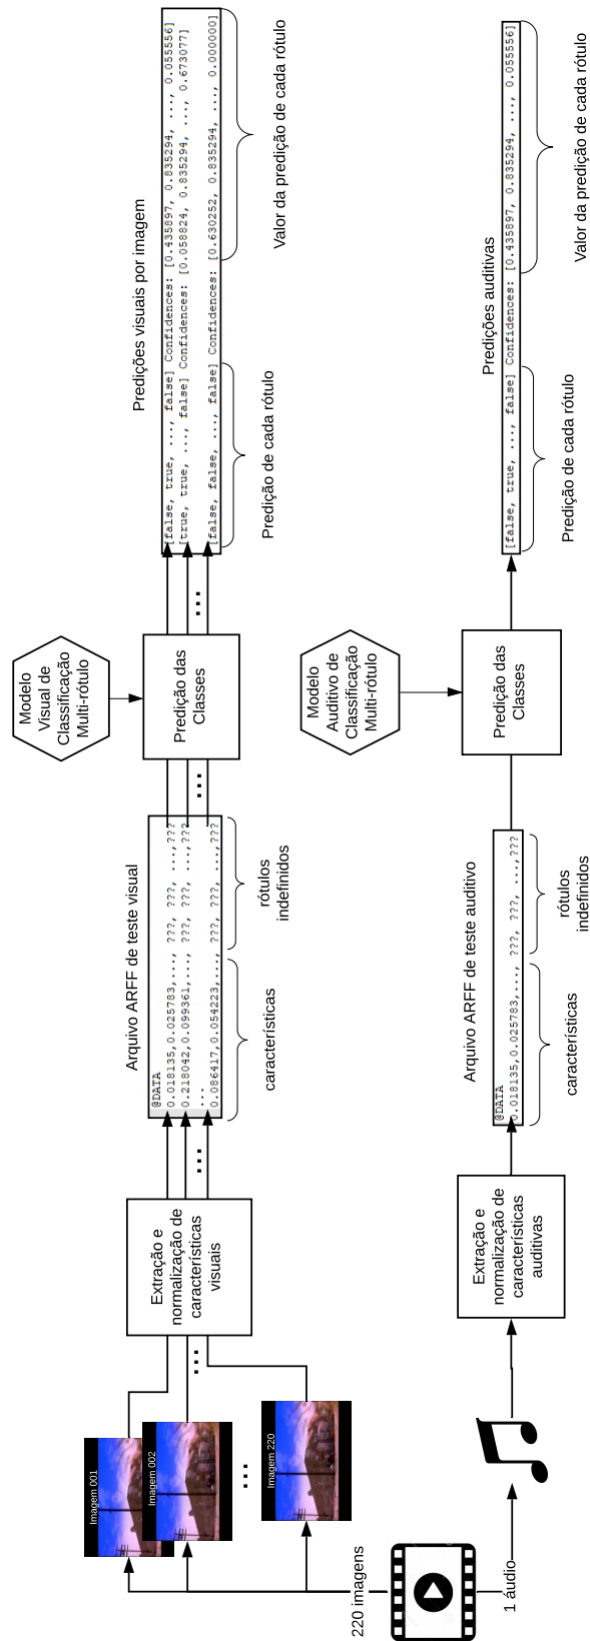 220 imagens
1 áudio
Imagem 001
Imagem 002
...
Imagem 220
...
Extração e
normalização de
características
visuais
...
Arquivo ARFF de teste visual
@DATA
0.018135,0.025783,..., ???, ???, ...,???
0.218042,0.099361,..., ???, ???, ...,???
...
0.086417,0.054223,..., ???, ???, ...,???
características
rótulos
indefinidos
...
Modelo
Visual de
Classificação
Multi-rótulo
Predição das
Classes
...
Predições visuais por imagem
[false, true, ..., false] Confidences: [0.435897, 0.835294, ..., 0.055556]
[true, true, ..., false] Confidences: [0.058824, 0.835294, ..., 0.673077]
[false, false, ..., false] Confidences: [0.630252, 0.835294, ..., 0.000000]
Predição de cada rótulo
Valor da predição de cada rótulo
Extração e
normalização de
características
auditivas
Arquivo ARFF de teste auditivo
@DATA
0.018135,0.025783,..., ???, ???, ...,???
características
rótulos
indefinidos
Modelo
Auditivo de
Classificação
Multi-rótulo
Predição das
Classes
Predições auditivas
[false, true, ..., false] Confidences: [0.435897, 0.835294, ..., 0.055556]
Predição de cada rótulo
Valor da predição de cada rótulo